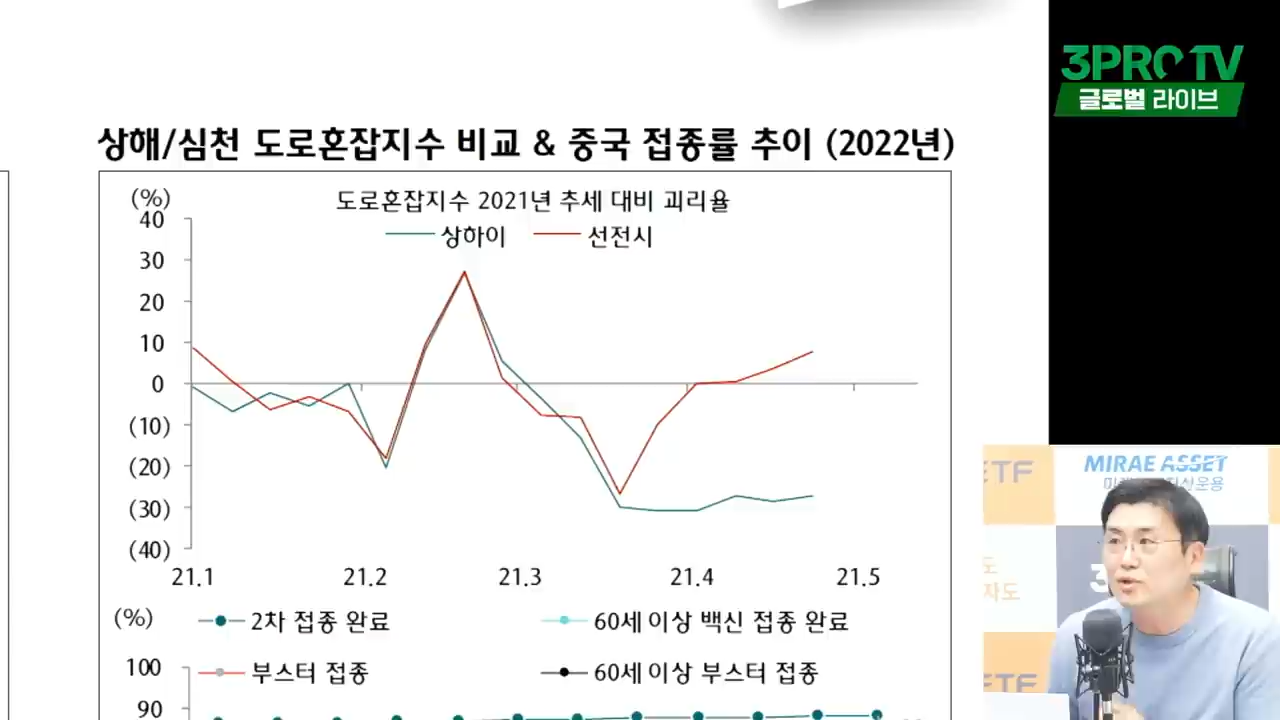 3PRO TV
글로벌 라이브
상해/심천 도로혼잡지수 비교 & 중국 접종률 추이 (2022년)
(%)
도로혼잡지수 2021년 추세 대비 괴리율
상하이 선전시
40
30
20
10
0
(10)
(20)
(30)
(40)
21.1 21.2 21.3 21.4 21.5
(%)
2차 접종 완료 60세 이상 백신 접종 완료
부스터 접종 60세 이상 부스터 접종
100
90
ETF
MIRAE ASSET
3
자도
ETF